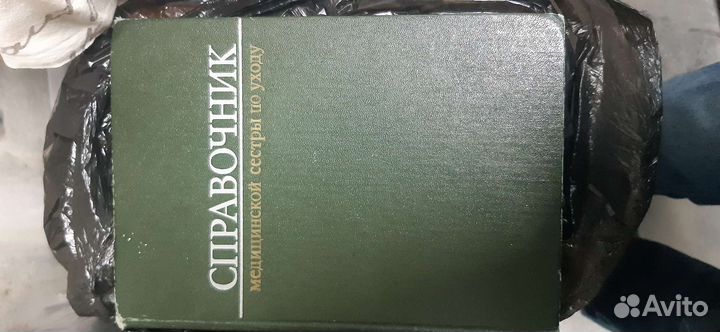 СПРАВОЧНИК
медицинской сестры по уходу
Avito